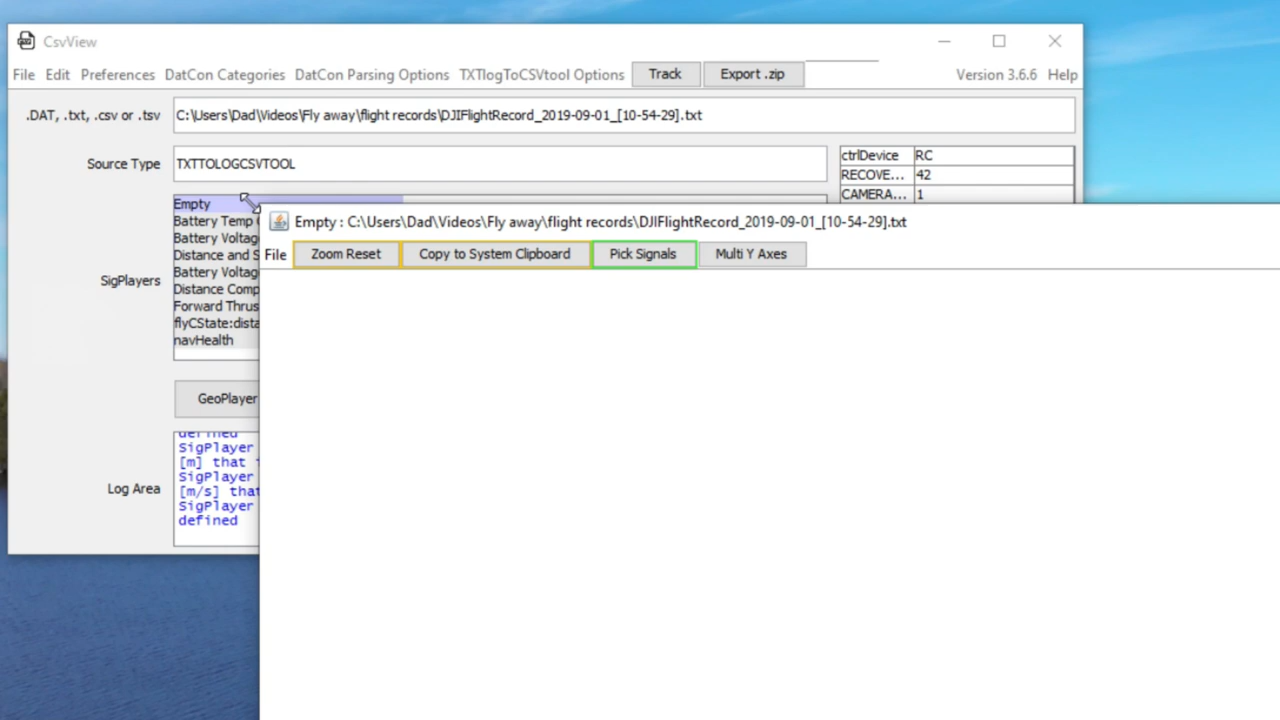 CsvView
File Edit Preferences DatCon Categories DatCon Parsing Options TXTlogToCSVtool Options Track Export .zip Version 3.6.6 Help
.DAT, .txt, .csv or .tsv C:\Users\Dad\Videos\Fly away\flight records\DJIFlightRecord_2019-09-01_[10-54-29].txt
Source Type TXTTOLOGCSVTOOL
ctrlDevice RC
RECOVE... 42
CAMERA... 1
SigPlayers
Empty
Battery Temp
Battery Voltage
Distance and S
Battery Voltage
Distance Comp
Forward Thrus
flyCState:dista
navHealth
GeoPlayer
Log Area
defined
SigPlayer
[m] that
SigPlayer
[m/s] that
SigPlayer
defined
Empty : C:\Users\Dad\Videos\Fly away\flight records\DJIFlightRecord_2019-09-01_[10-54-29].txt
File Zoom Reset Copy to System Clipboard Pick Signals Multi Y Axes